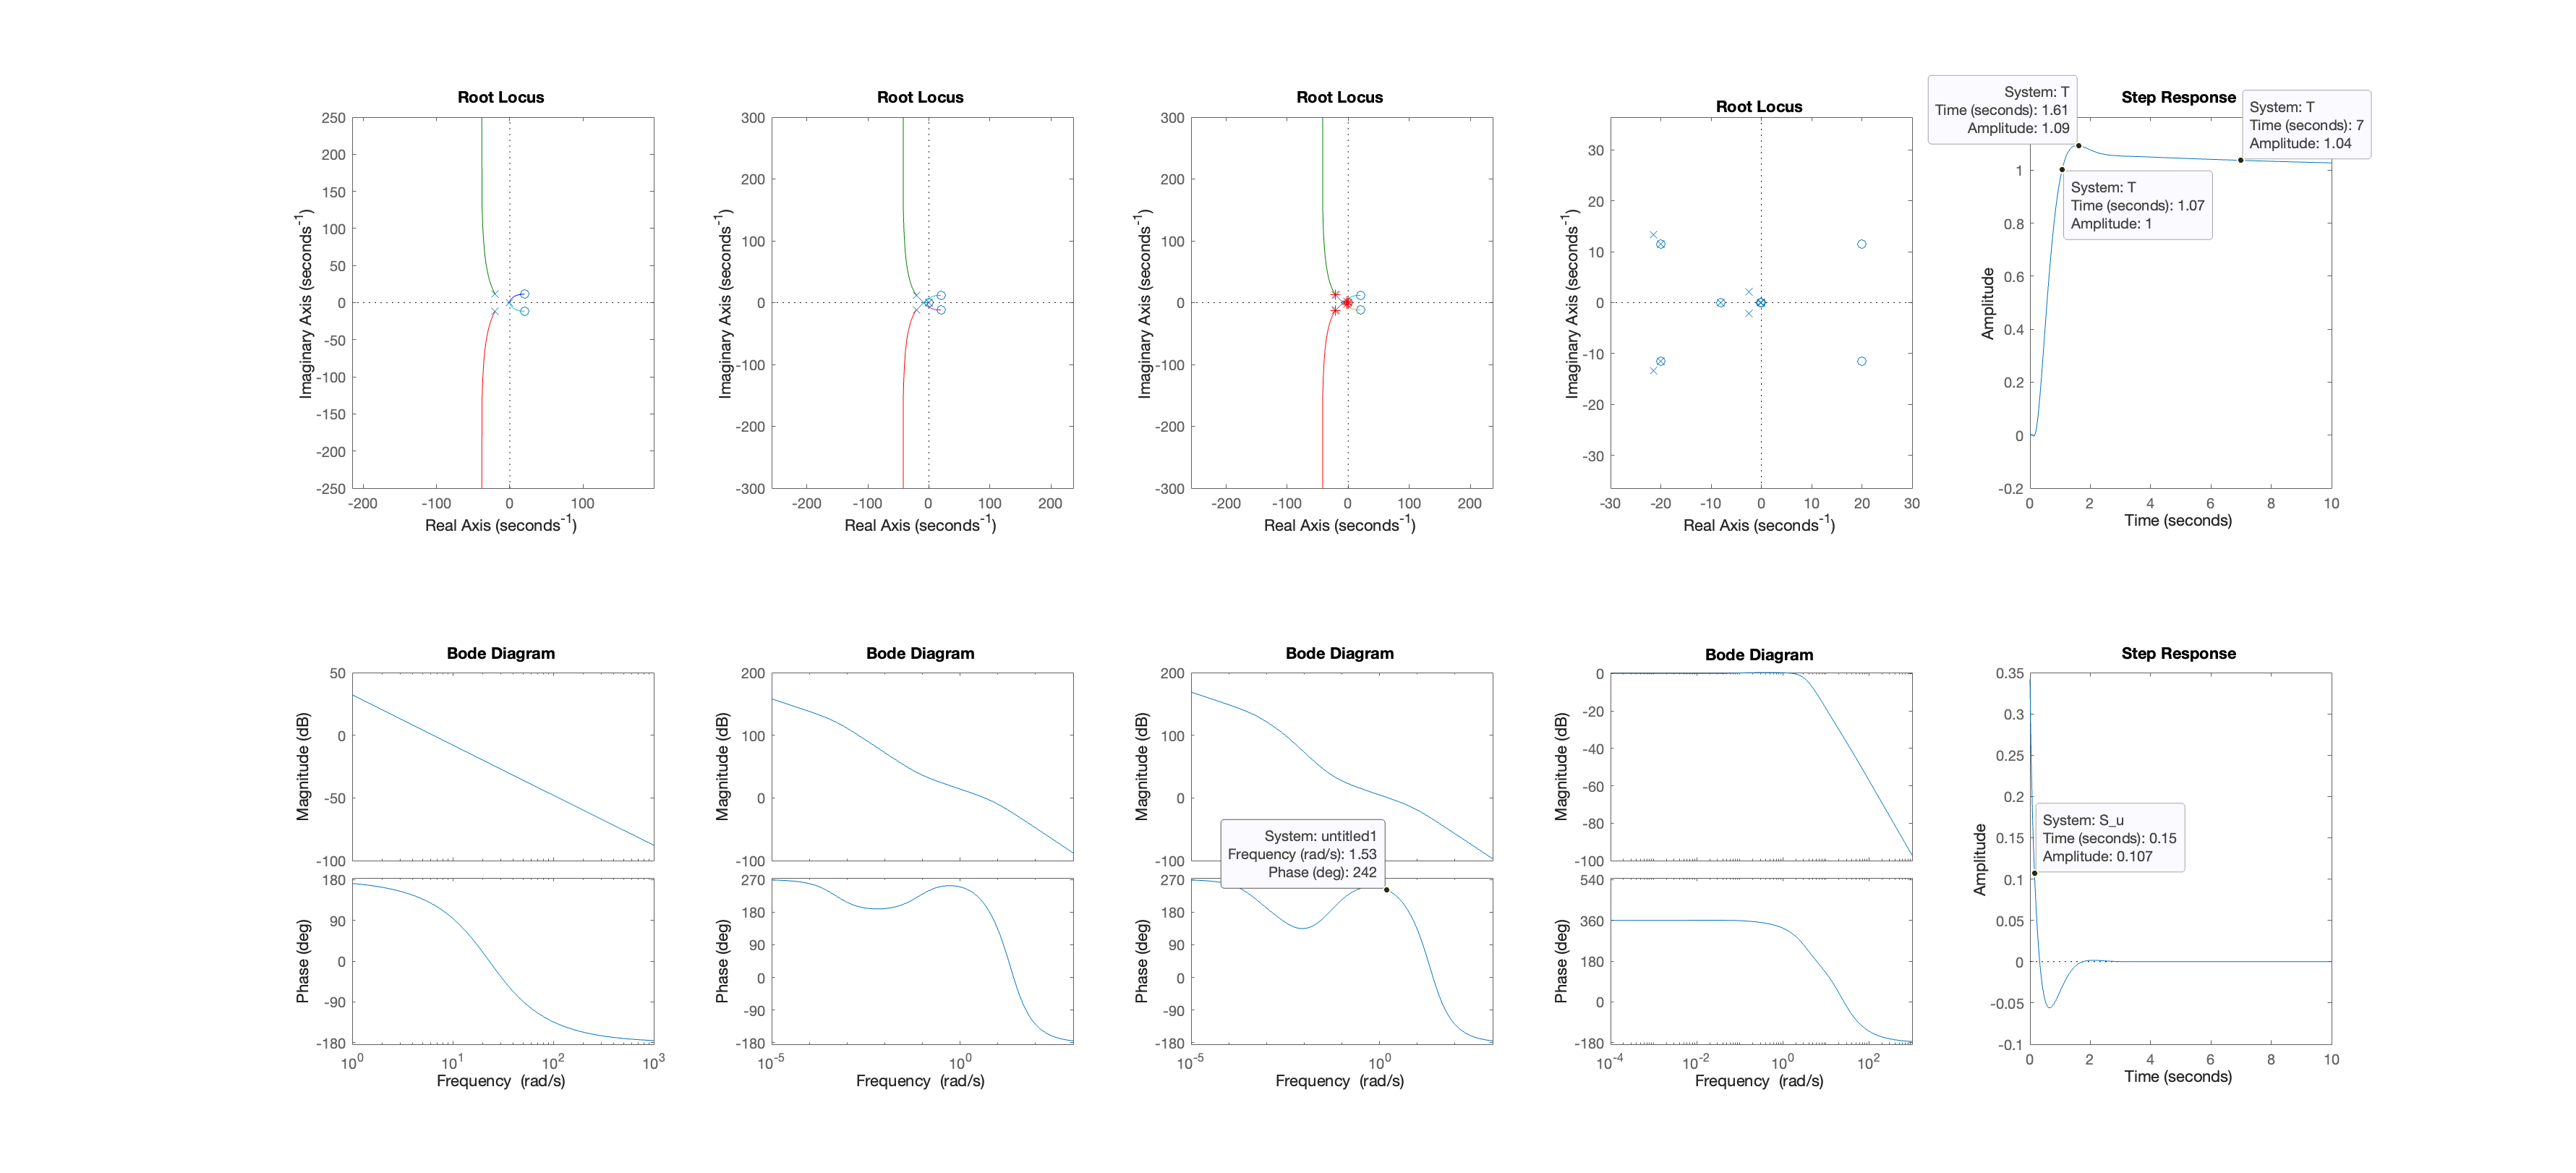 Root Locus
250
200
150
100
50
0
-50
-100
-150
-200
-250
-200 -100 0 100
Real Axis (seconds-1)
Imaginary Axis (seconds-1)
Root Locus
300
200
100
0
-100
-200
-300
-200 -100 0 100 200
Real Axis (seconds-1)
Imaginary Axis (seconds-1)
Root Locus
300
200
100
0
-100
-200
-300
-200 -100 0 100 200
Real Axis (seconds-1)
Imaginary Axis (seconds-1)
Root Locus
30
20
10
0
-10
-20
-30
-30 -20 -10 0 10 20 30
Real Axis (seconds-1)
Imaginary Axis (seconds-1)
Step Response
System: T
Time (seconds): 1.61
Amplitude: 1.09
System: T
Time (seconds): 7
Amplitude: 1.04
System: T
Time (seconds): 1.07
Amplitude: 1
1
0.8
0.6
0.4
0.2
0
-0.2
0 2 4 6 8 10
Time (seconds)
Amplitude
Bode Diagram
50
0
-50
-100
Magnitude (dB)
180
90
0
-90
-180
Phase (deg)
100 101 102 103
Frequency (rad/s)
Bode Diagram
200
100
0
-100
Magnitude (dB)
270
180
90
0
-90
-180
Phase (deg)
10-5 100
Frequency (rad/s)
Bode Diagram
200
100
0
-100
Magnitude (dB)
System: untitled1
Frequency (rad/s): 1.53
Phase (deg): 242
270
180
90
0
-90
-180
Phase (deg)
10-5 100
Frequency (rad/s)
Bode Diagram
0
-20
-40
-60
-80
-100
Magnitude (dB)
540
360
180
0
-180
Phase (deg)
10-4 10-2 100 102
Frequency (rad/s)
Step Response
0.35
0.3
0.25
0.2
0.15
0.1
0.05
0
-0.05
-0.1
System: S_u
Time (seconds): 0.15
Amplitude: 0.107
0 2 4 6 8 10
Time (seconds)
Amplitude